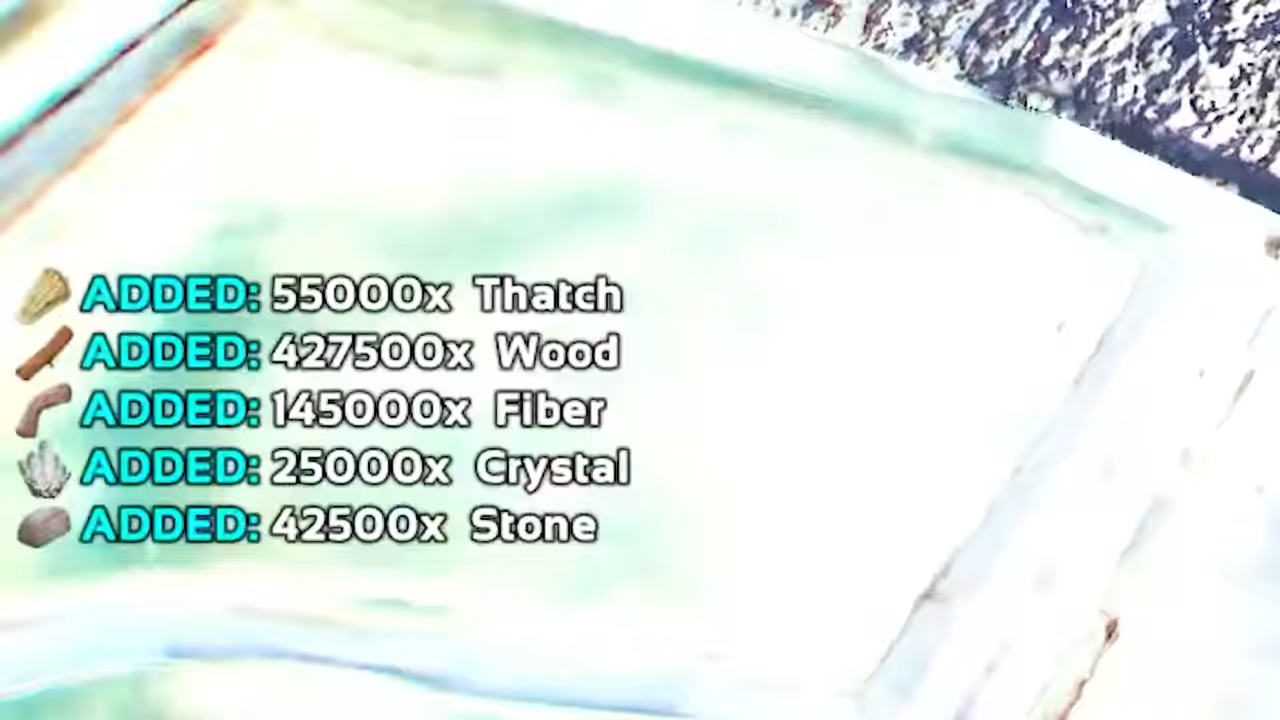 ADDED: 55000x Thatch
ADDED: 427500x Wood
ADDED: 145000x Fiber
ADDED: 25000x Crystal
ADDED: 42500x Stone